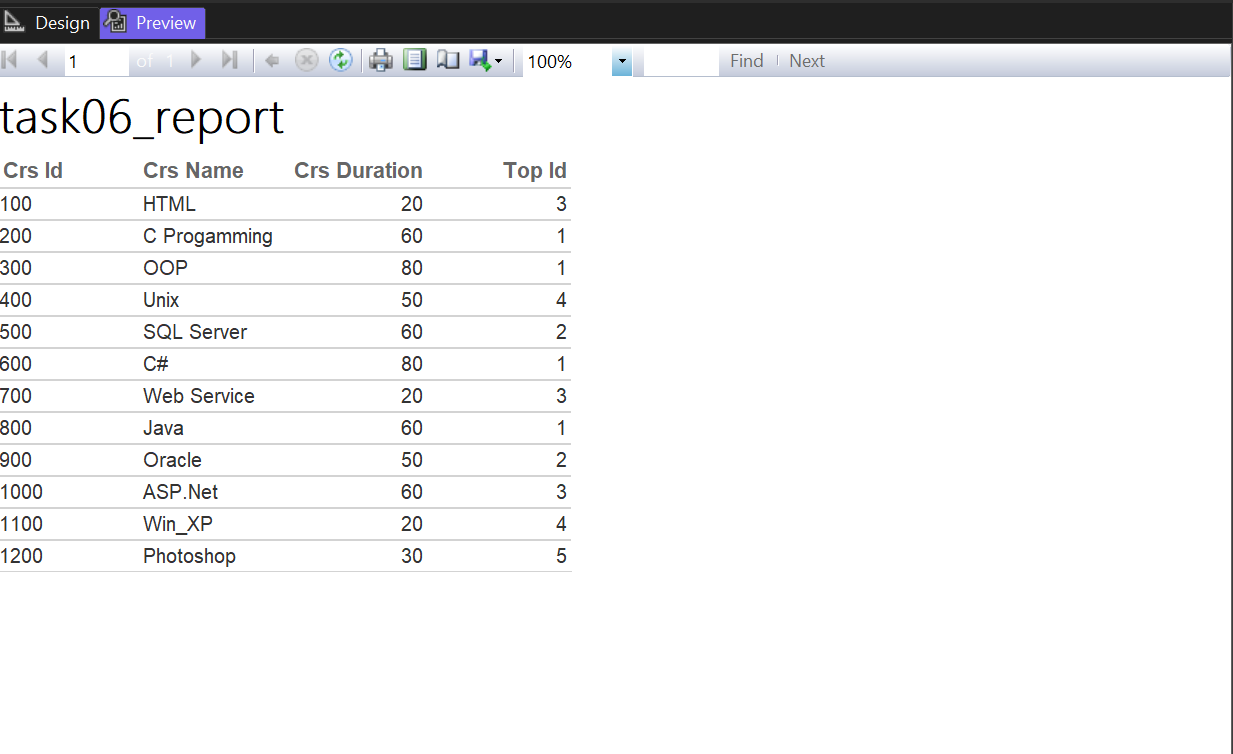 Design Preview
1 of 1 100% Find Next
task06_report
Crs Id Crs Name Crs Duration Top Id
100 HTML 20 3
200 C Progamming 60 1
300 OOP 80 1
400 Unix 50 4
500 SQL Server 60 2
600 C# 80 1
700 Web Service 20 3
800 Java 60 1
900 Oracle 50 2
1000 ASP.Net 60 3
1100 Win_XP 20 4
1200 Photoshop 30 5